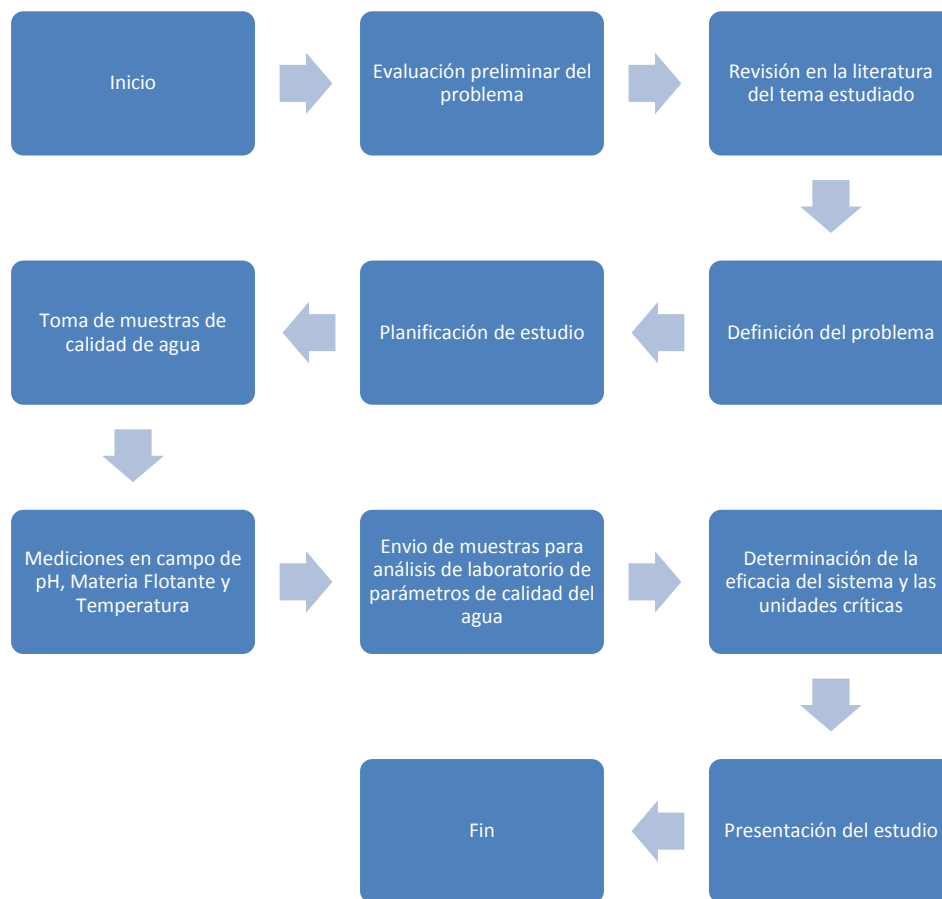 Inicio
Evaluación preliminar del
problema
Revisión en la literatura
del tema estudiado
Definición del problema
Planificación de estudio
Toma de muestras de
calidad de agua
Mediciones en campo de
pH, Materia Flotante y
Temperatura
Envio de muestras para
análisis de laboratorio de
parámetros de calidad del
agua
Determinación de la
eficacia del sistema y las
unidades críticas
Presentación del estudio
Fin